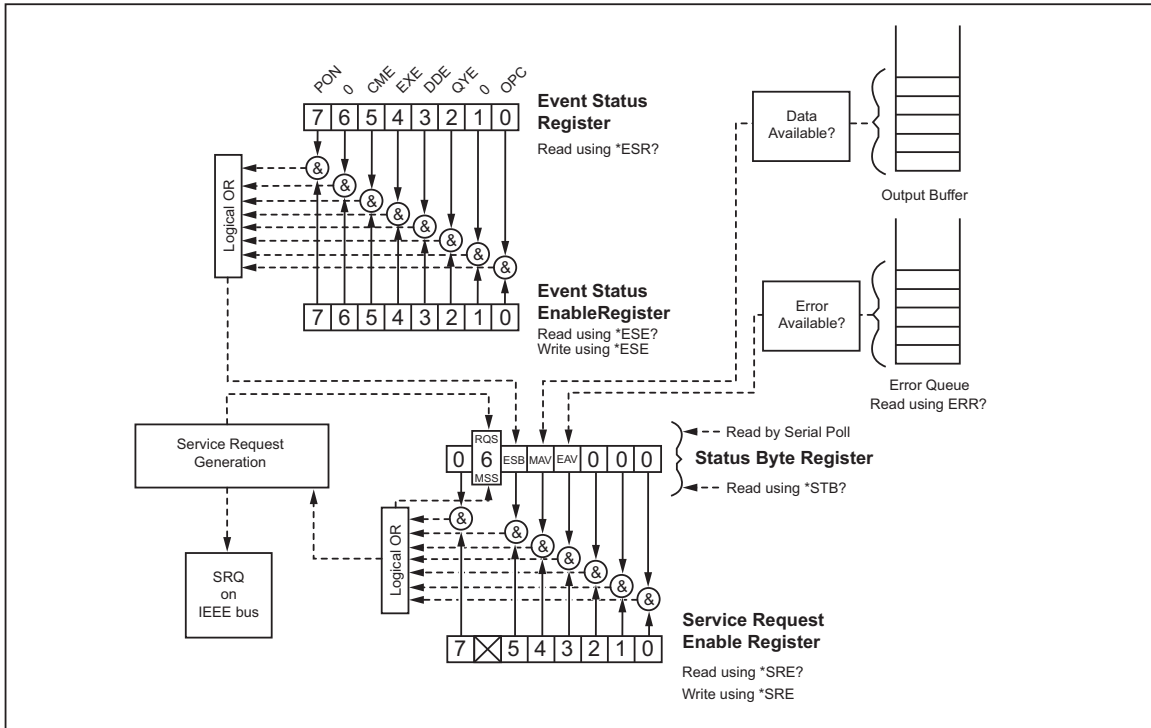 PON 0 CME EXE DDE QYE 0 OPC
7 6 5 4 3 2 1 0
Event Status
Register
Read using *ESR?
& & & & & & & &
Logical OR
Event Status
EnableRegister
7 6 5 4 3 2 1 0
Read using *ESE?
Write using *ESE
Data
Available?
Output Buffer
Error
Available?
Error Queue
Read using ERR?
Service Request
Generation
SRQ
on
IEEE bus
RQS
0 6 ESB MAV EAV 0 0 0
MSS
Read by Serial Poll
Status Byte Register
Read using *STB?
& & & & & & &
Logical OR
7 5 4 3 2 1 0
Service Request
Enable Register
Read using *SRE?
Write using *SRE